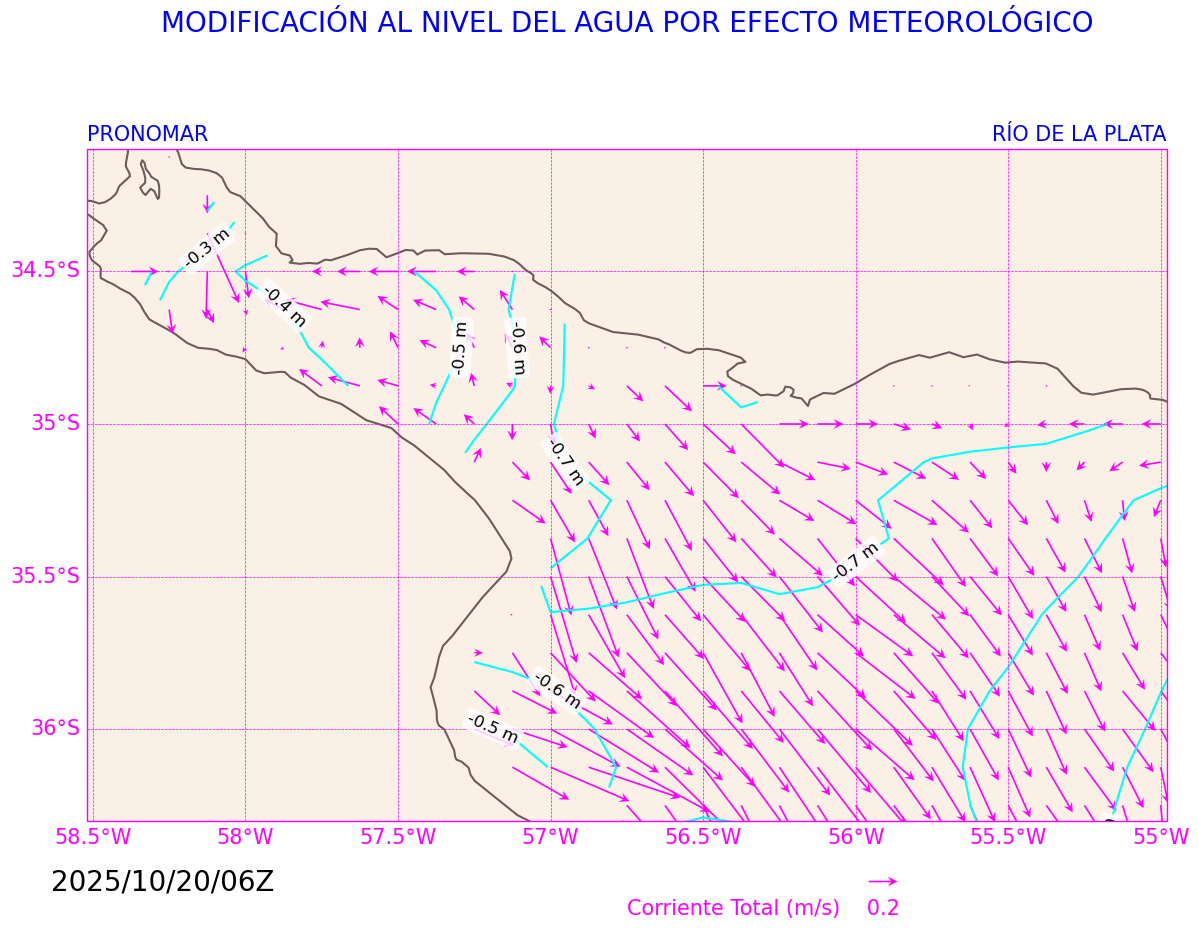 MODIFICACIÓN AL NIVEL DEL AGUA POR EFECTO METEOROLÓGICO
PRONOMAR
RÍO DE LA PLATA
-0.3 m
34.5°S
-0.4 m
-0.5 m
-0.6 m
35°S
-0.7 m
-0.7 m
35.5°S
-0.6 m
-0.5 m
36°S
58.5°W 58°W 57.5°W 57°W 56.5°W 56°W 55.5°W 55°W
2025/10/20/06Z
Corriente Total (m/s) 0.2